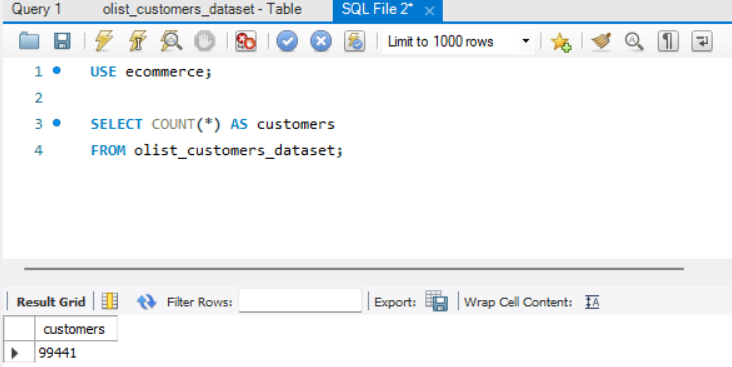 Query 1 olist_customers_dataset - Table SQL File 2*
Limit to 1000 rows
1 USE ecommerce;
2
3 SELECT COUNT(*) AS customers
4 FROM olist_customers_dataset;
Result Grid Filter Rows: Export: Wrap Cell Content: IA
customers
99441